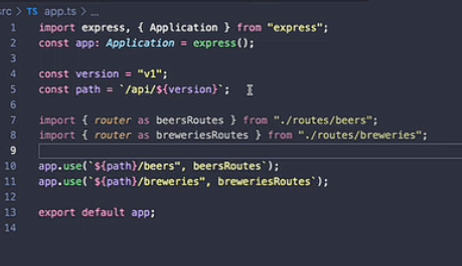 src > TS app.ts > ...
1 import express, { Application } from "express";
2 const app: Application = express();
3
4 const version = "v1";
5 const path = `/api/${version}`;
6
7 import { router as beersRoutes } from "./routes/beers";
8 import { router as breweriesRoutes } from "./routes/breweries";
9
10 app.use(`${path}/beers", beersRoutes`);
11 app.use(`${path}/breweries", breweriesRoutes`);
12
13 export default app;
14